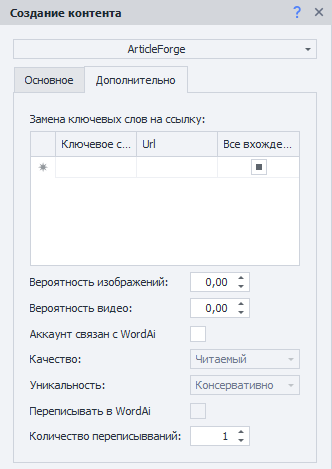 Создание контента ? ×
ArticleForge
Основное Дополнительно
Замена ключевых слов на ссылку:
Ключевое с... Url Все вхожде...
Вероятность изображений: 0,00
Вероятность видео: 0,00
Аккаунт связан с WordAi
Качество: Читаемый
Уникальность: Консервативно
Переписывать в WordAi
Количество переписывваний: 1